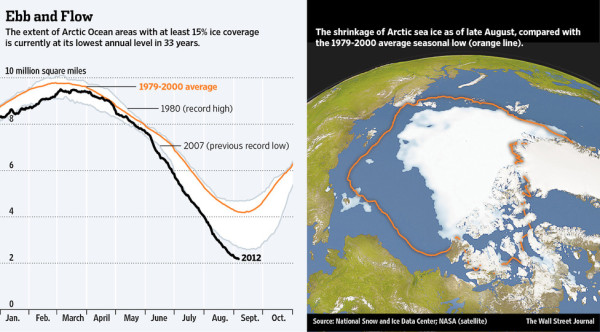 Ebb and Flow
The extent of Arctic Ocean areas with at least 15% ice coverage
is currently at its lowest annual level in 33 years.
10 million square miles
1979-2000 average
1980 (record high)
8
2007 (previous record low)
6
4
2012
2
0
Jan. Feb. March April May June July Aug. Sept. Oct.
The shrinkage of Arctic sea ice as of late August, compared with
the 1979-2000 average seasonal low (orange line).
Source: National Snow and Ice Data Center; NASA (satellite) The Wall Street Journal